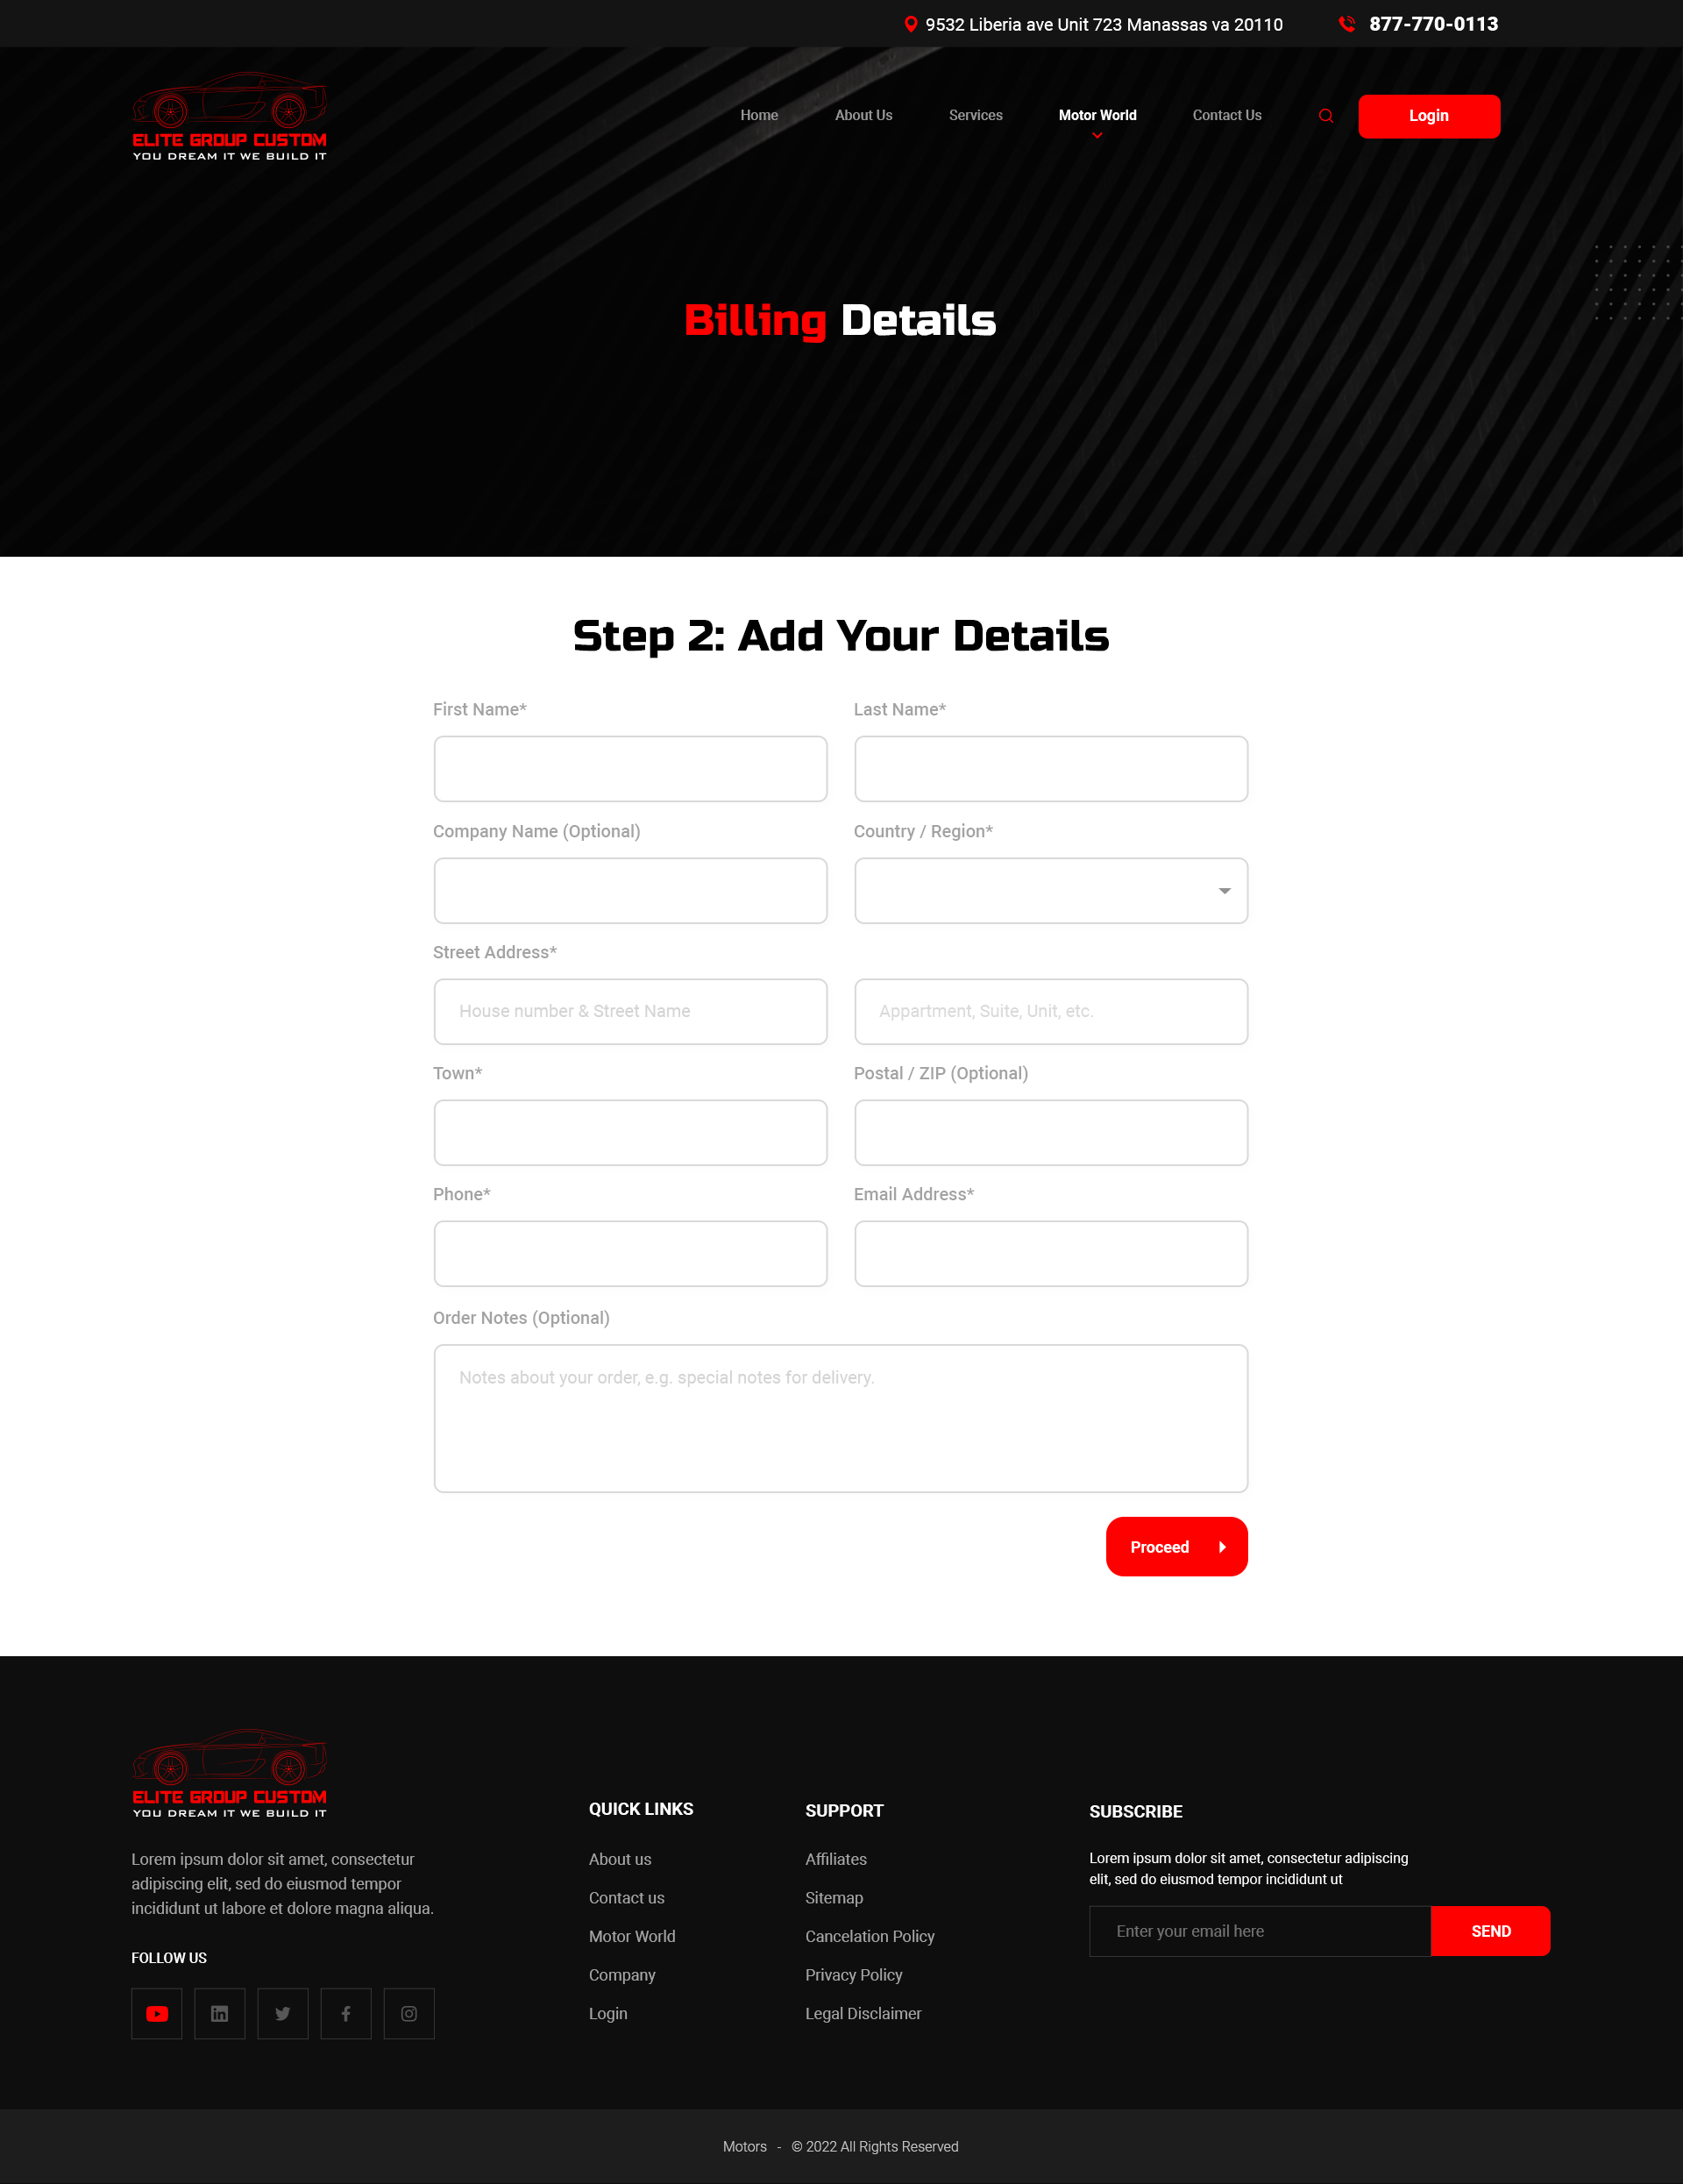 9532 Liberia ave Unit 723 Manassas va 20110
877-770-0113
ELITE GROUP CUSTOM
YOU DREAM IT WE BUILD IT
Home
About Us
Services
Motor World
Contact Us
Login
Billing Details
Step 2: Add Your Details
First Name*
Last Name*
Company Name (Optional)
Country / Region*
Street Address*
House number & Street Name
Appartment, Suite, Unit, etc.
Town*
Postal / ZIP (Optional)
Phone*
Email Address*
Order Notes (Optional)
Notes about your order, e.g. special notes for delivery.
Proceed
ELITE GROUP CUSTOM
YOU DREAM IT WE BUILD IT
Lorem ipsum dolor sit amet, consectetur
adipiscing elit, sed do eiusmod tempor
incididunt ut labore et dolore magna aliqua.
FOLLOW US
QUICK LINKS
About us
Contact us
Motor World
Company
Login
SUPPORT
Affiliates
Sitemap
Cancelation Policy
Privacy Policy
Legal Disclaimer
SUBSCRIBE
Lorem ipsum dolor sit amet, consectetur adipiscing
elit, sed do eiusmod tempor incididunt ut
Enter your email here
SEND
Motors - © 2022 All Rights Reserved